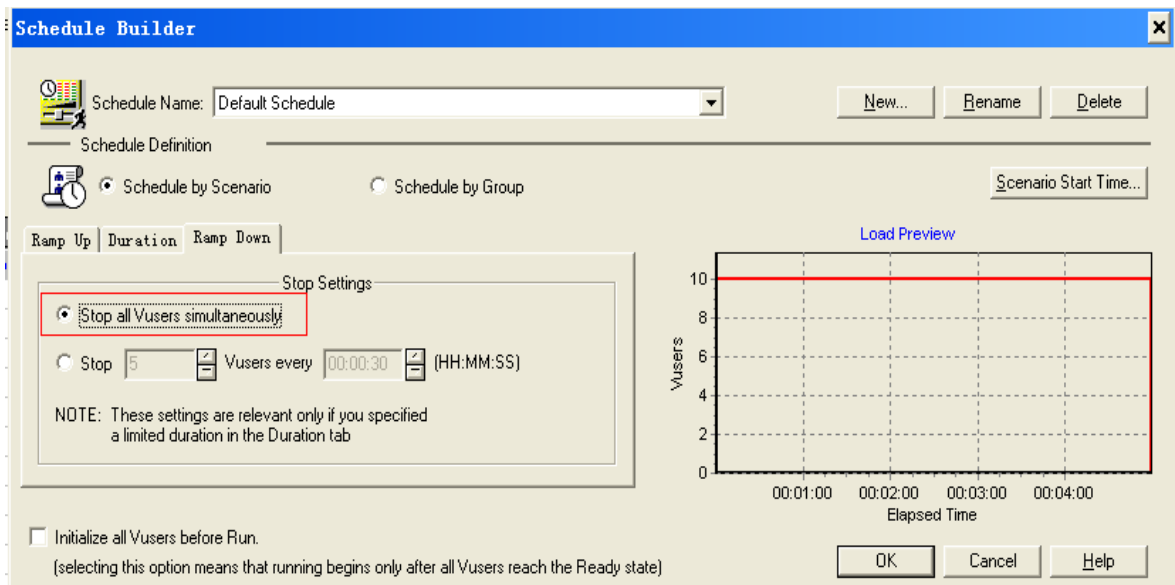 Schedule Builder
Schedule Name: Default Schedule New... Rename Delete
Schedule Definition
Schedule by Scenario Schedule by Group Scenario Start Time...
Ramp Up Duration Ramp Down
Load Preview
Stop Settings
Stop all Vusers simultaneously
Stop 5 Vusers every 00:00:30 (HH:MM:SS)
NOTE: These settings are relevant only if you specified
a limited duration in the Duration tab
Vusers
10
8
6
4
2
0
00:01:00 00:02:00 00:03:00 00:04:00
Elapsed Time
Initialize all Vusers before Run.
(selecting this option means that running begins only after all Vusers reach the Ready state)
OK Cancel Help